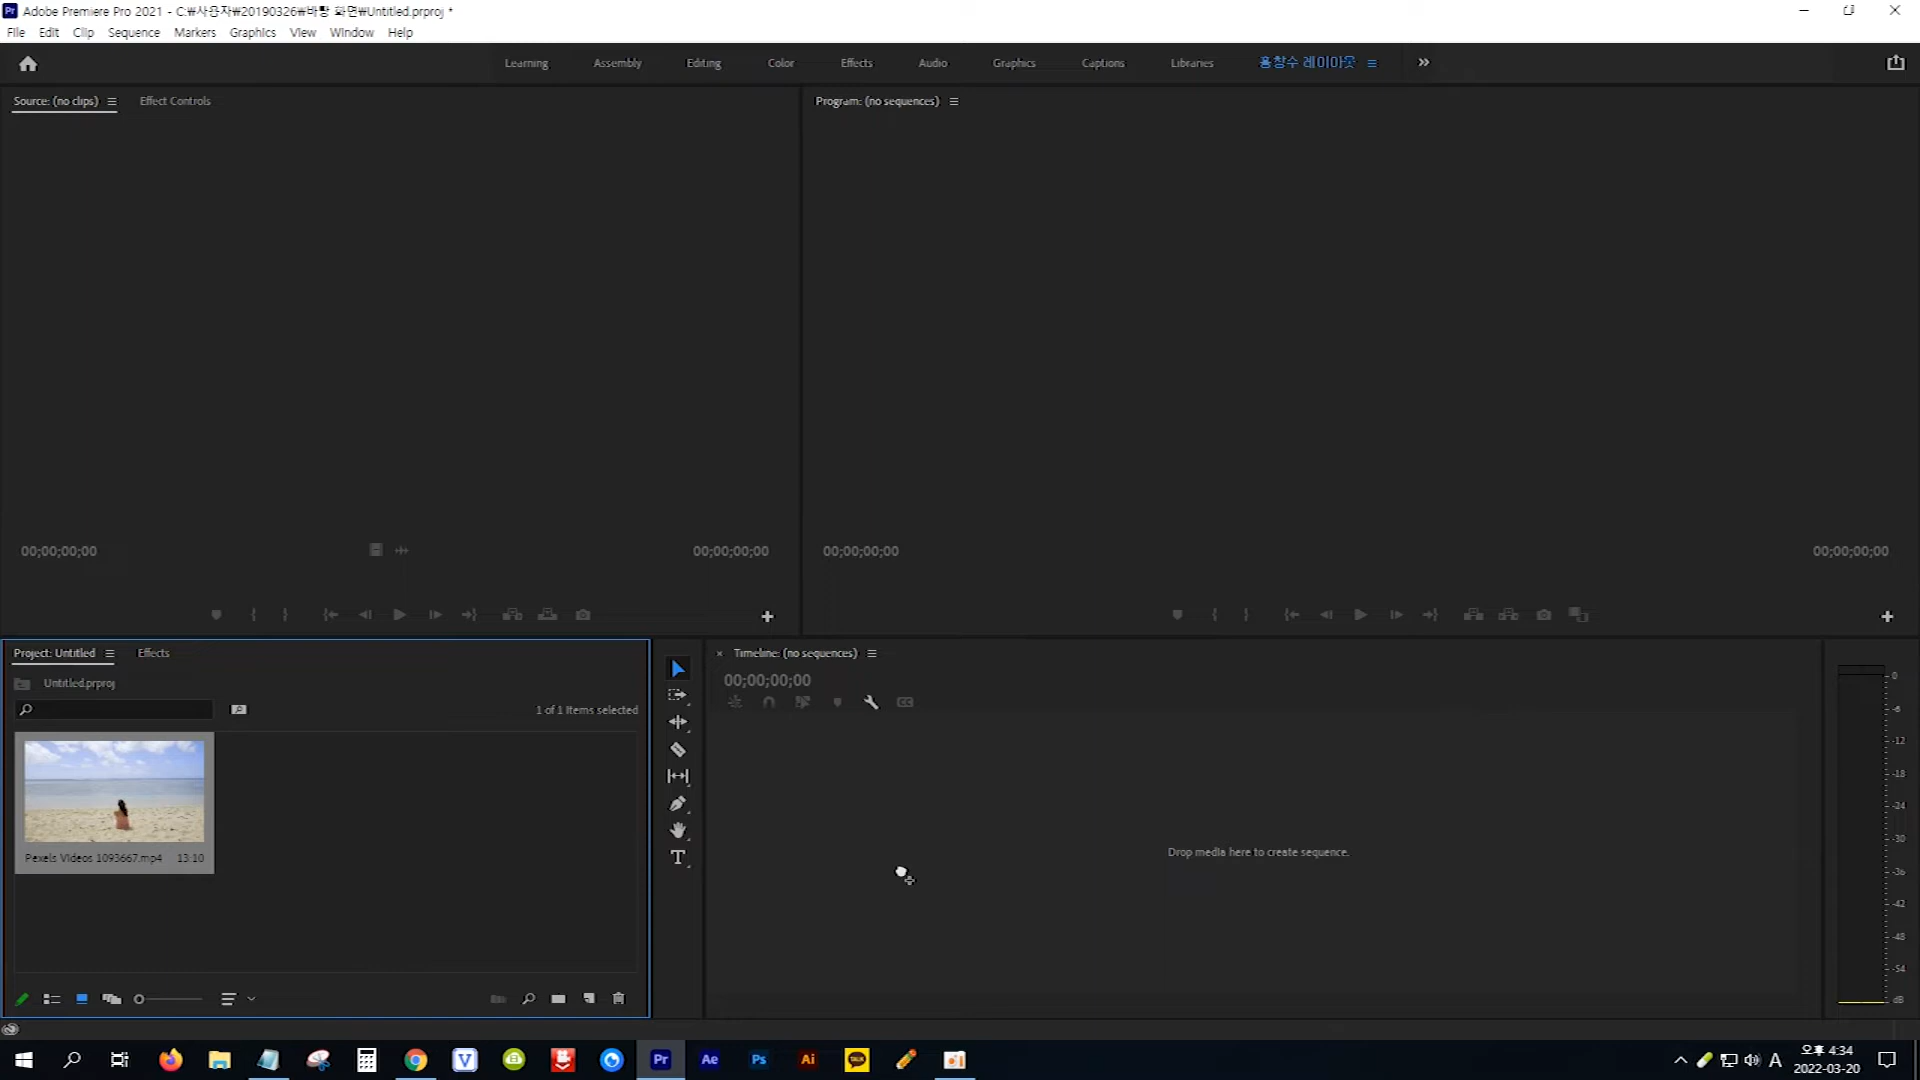 Adobe Premiere Pro 2021 - C:₩사용자₩20190326₩바탕 화면₩Untitled.prproj *
File Edit Clip Sequence Markers Graphics View Window Help
Learning Assembly Editing Color Effects Audio Graphics Captions Libraries 홍창수 레이아웃
Source: (no clips) Effect Controls
Program: (no sequences)
00;00;00;00 00;00;00;00
00;00;00;00 00;00;00;00
Project: Untitled Effects
Untitled.prproj
1 of 1 items selected
Pexels Videos 1093667.mp4 13:10
Timeline: (no sequences)
00;00;00;00
Drop media here to create sequence.
0
-6
-12
-18
-24
-30
-36
-42
-48
-54
dB
Pr Ae Ps Ai TALK
A
오후 4:34
2022-03-20